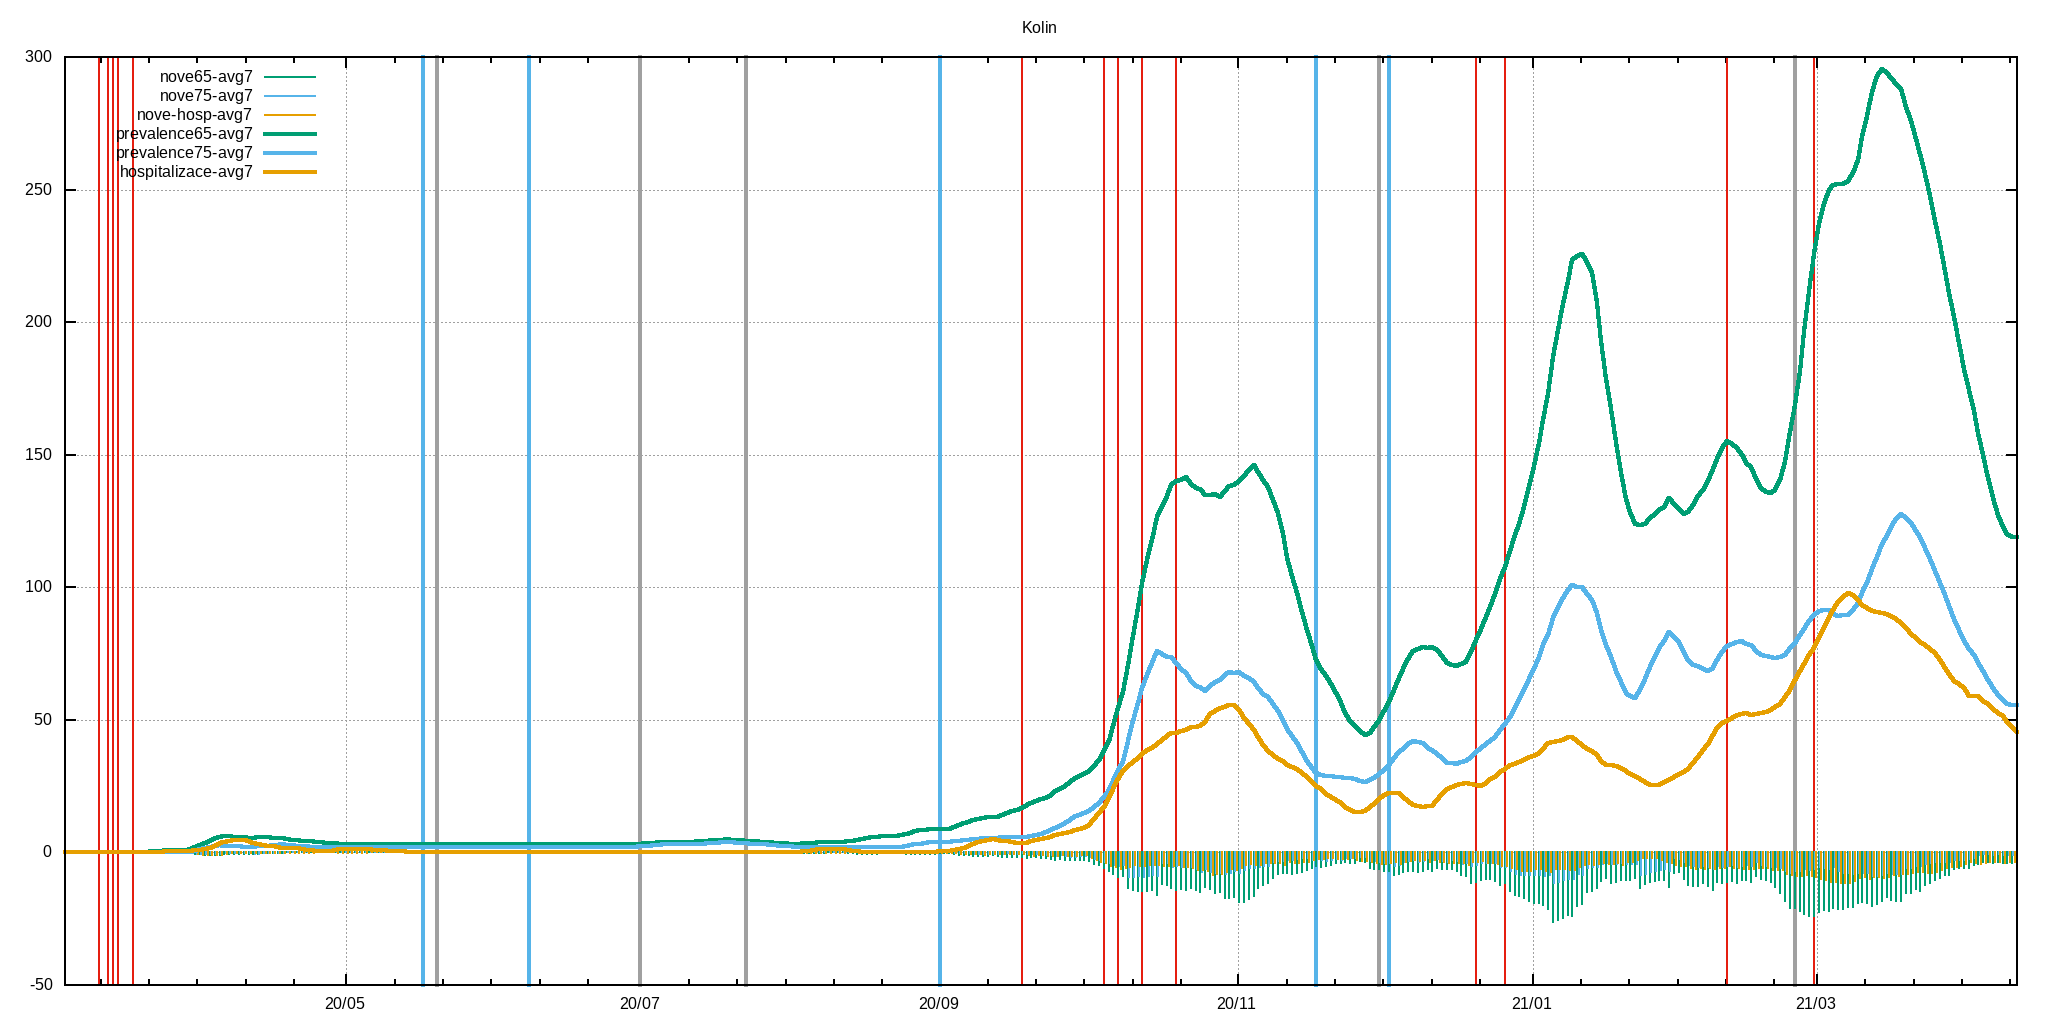 Kolin
300
nove65-avg7
nove75-avg7
nove-hosp-avg7
prevalence65-avg7
prevalence75-avg7
hospitalizace-avg7
250
200
150
100
50
0
-50
20/05 20/07 20/09 20/11 21/01 21/03